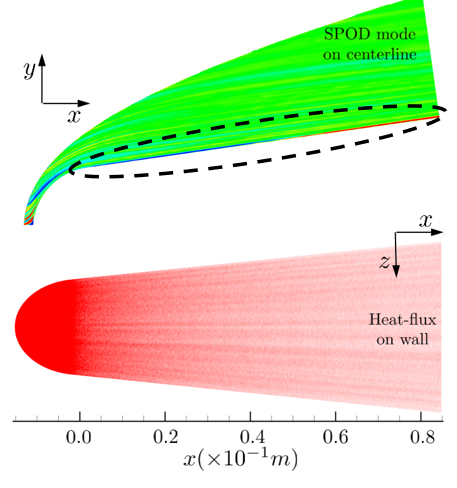 SPOD mode
on centerline
y
x
x
z
Heat-flux
on wall
0.0 0.2 0.4 0.6 0.8
x(×10⁻¹m)